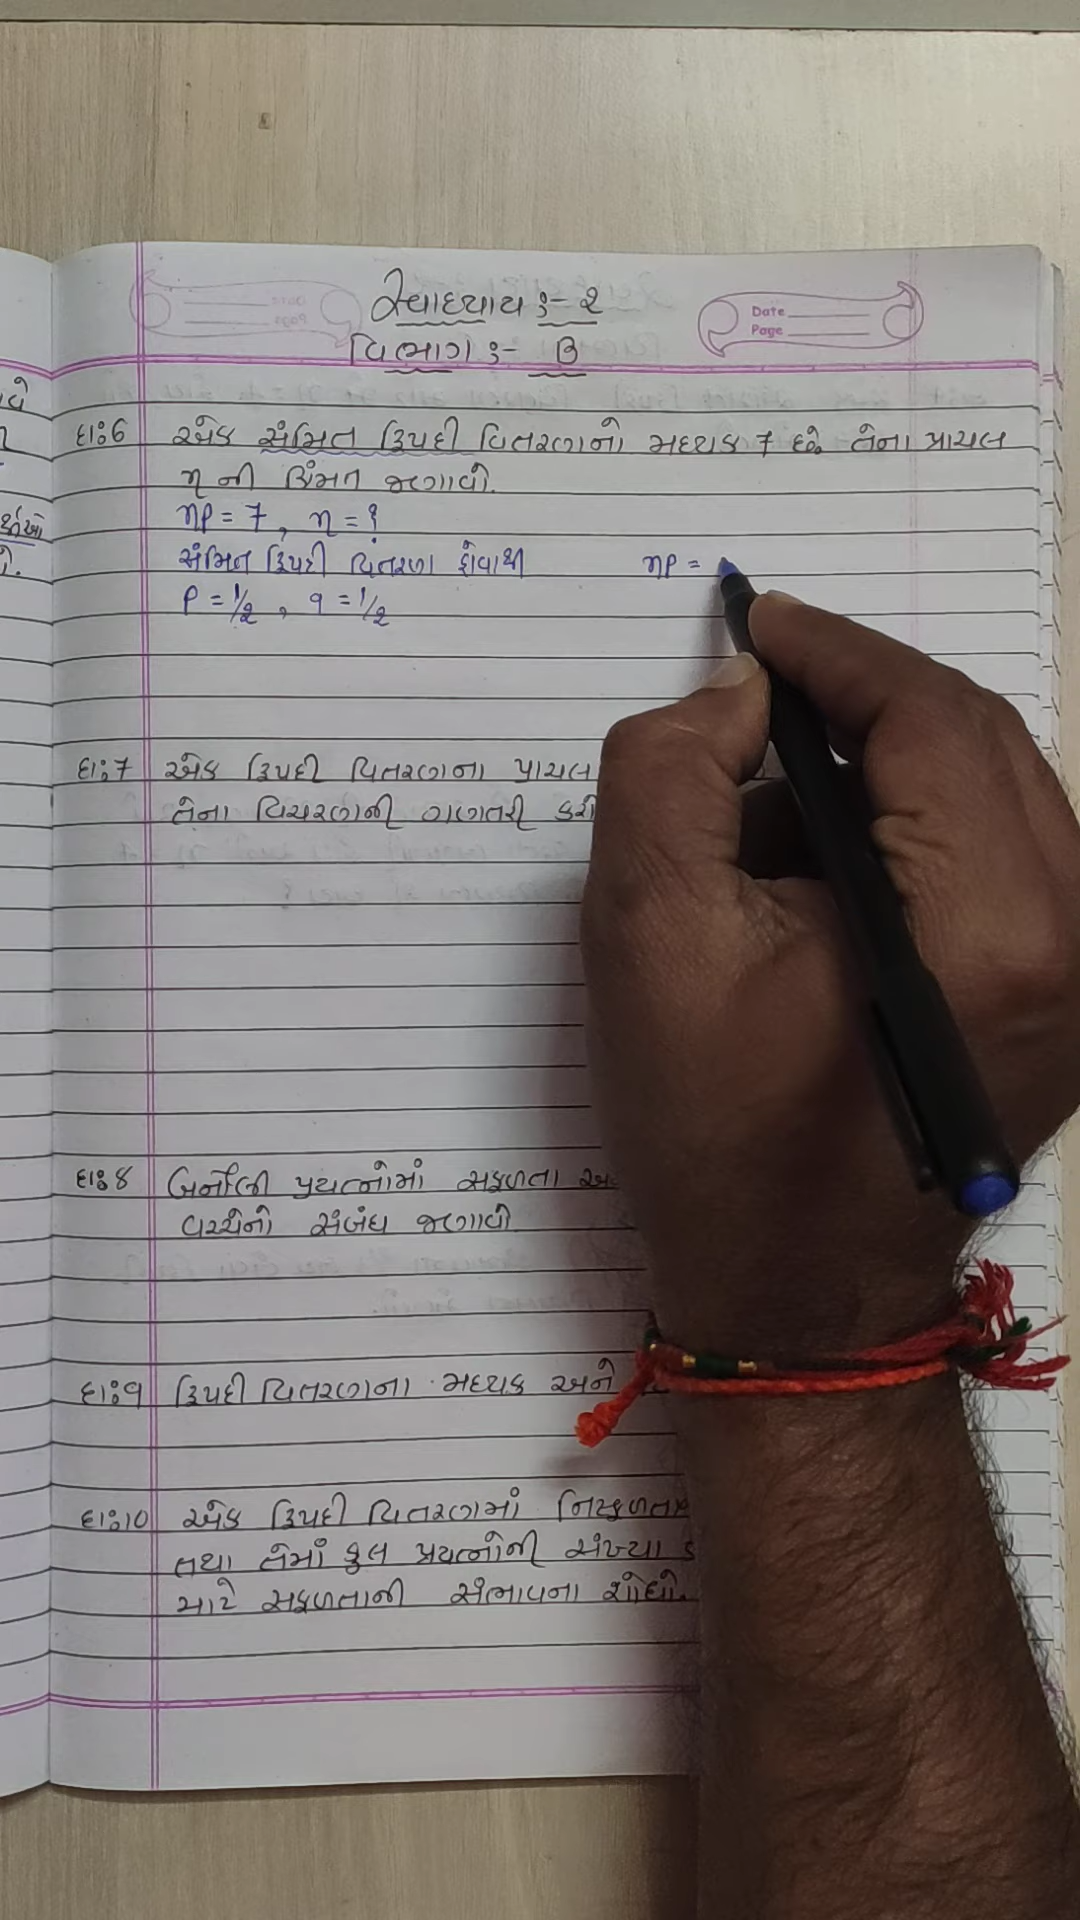 સ્વાધ્યાય :- ૨
વિભાગ :- B
Date
Page
દા:6 એક સંમિત દ્વિપદી વિતરણનો મધ્યક 7 છે. તેના પ્રાચલ
n ની કિંમત જણાવો.
np = 7, n = ?
સંમિત દ્વિપદી વિતરણ હોવાથી
np =
p = 1/2, q = 1/2
દા:7 એક દ્વિપદી વિતરણના પ્રાચલ
તેના વિચરણની ગણતરી કરો
દા:8 બર્નોલી પ્રયત્નોમાં સફળતા
વચ્ચેનો સંબંધ જણાવો
દા:9 દ્વિપદી વિતરણના મધ્યક અને
દા:10 એક દ્વિપદી વિતરણમાં
તથા તેમાં કુલ પ્રયત્નોની સંખ્યા
માટે સફળતાની સંભાવના શોધો.